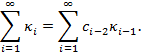 ∑_{i=1}^{∞} κ_i = ∑_{i=1}^{∞} c_{i−2}κ_{i−1}.